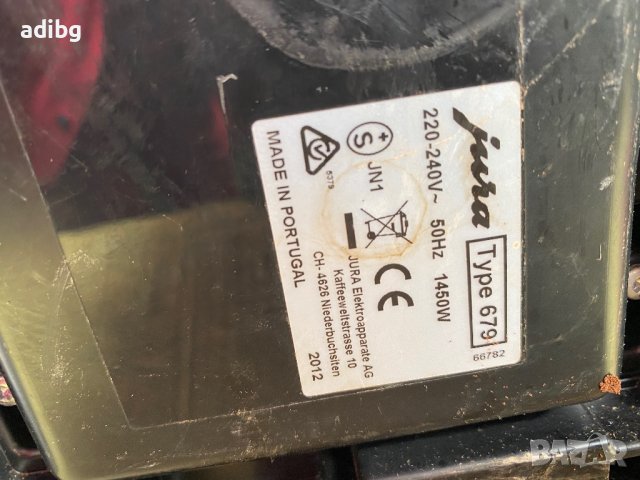 adibg
jura
Type 679
66782
220-240V~ 50Hz 1450W
JN1
MADE IN PORTUGAL
JURA Elektroapparate AG
Kaffeeweltstrasse 10
CH-4626 Niederbuchsiten
2012
BAZAR